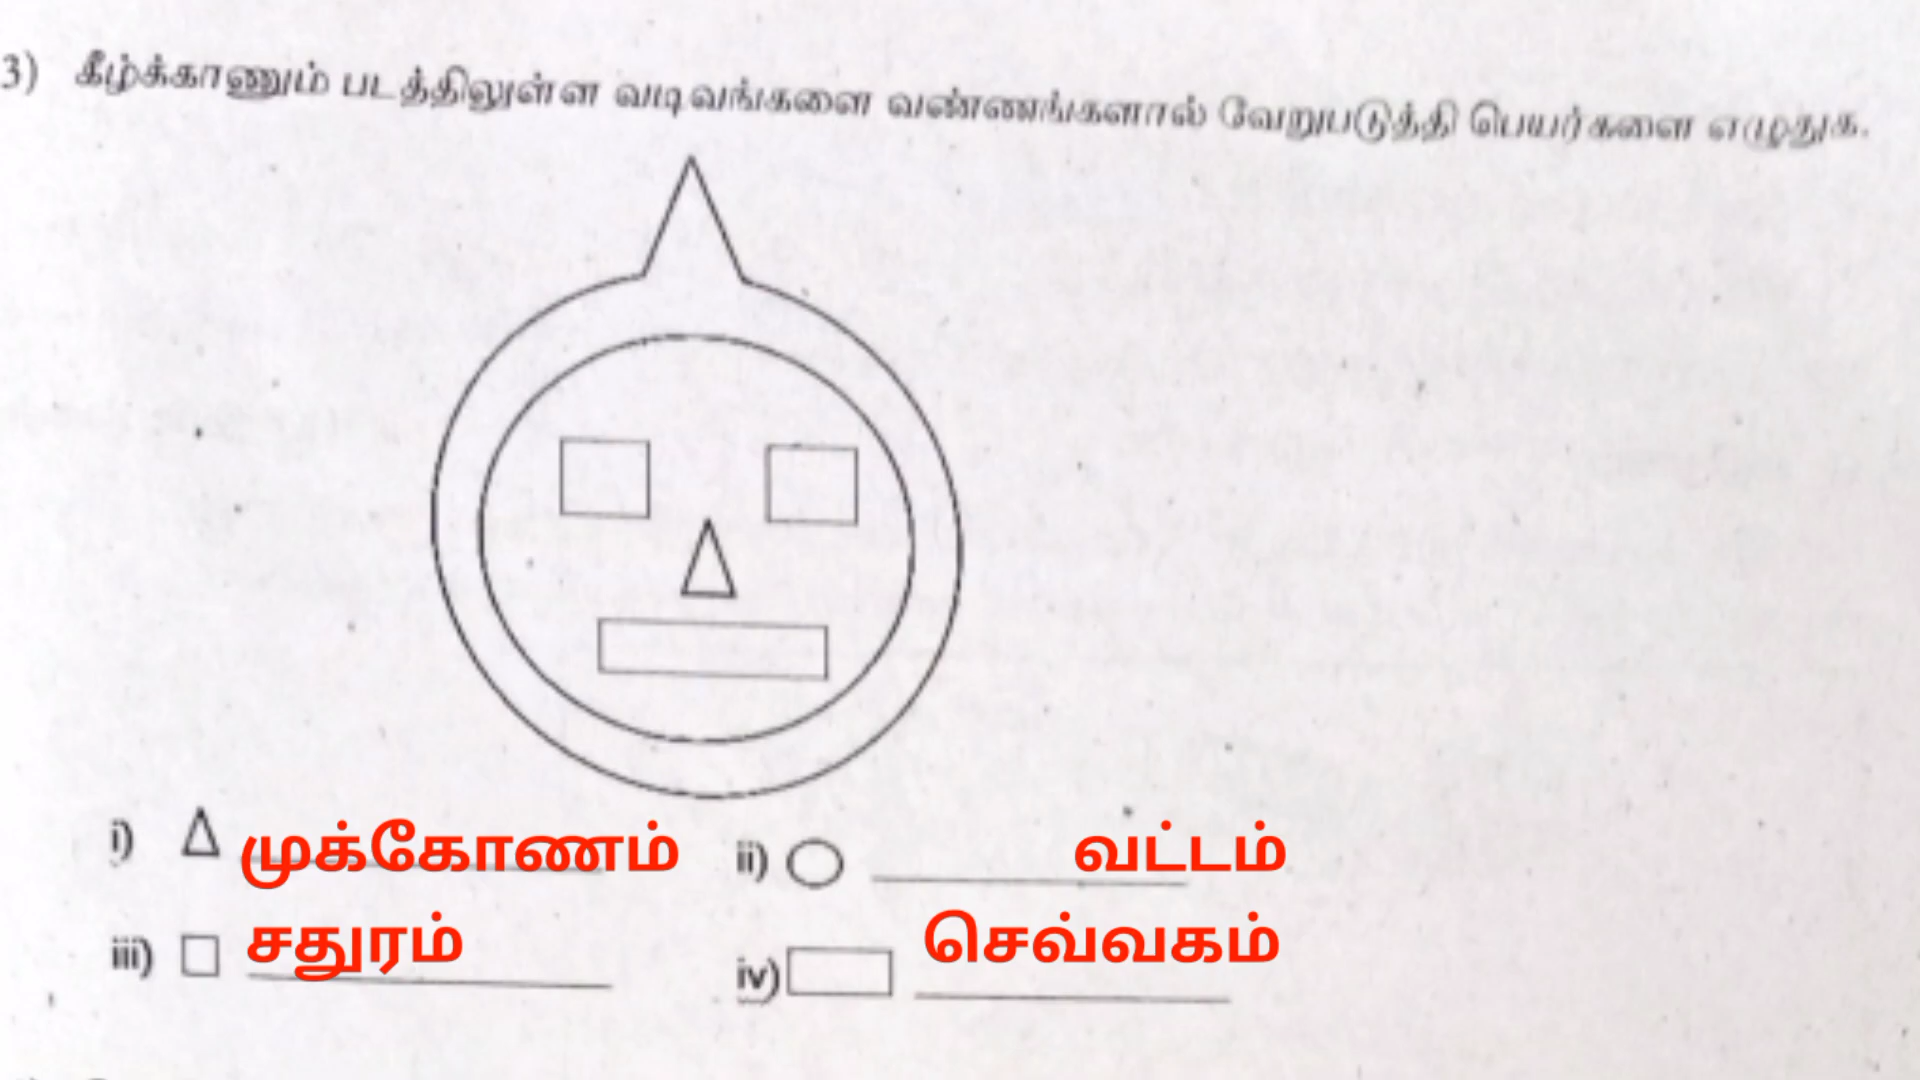 3) கீழ்க்காணும் படத்திலுள்ள வடிவங்களை வண்ணங்களால் வேறுபடுத்தி பெயர்களை எழுதுக.
i) முக்கோணம் ii) வட்டம்
iii) சதுரம் iv) செவ்வகம்